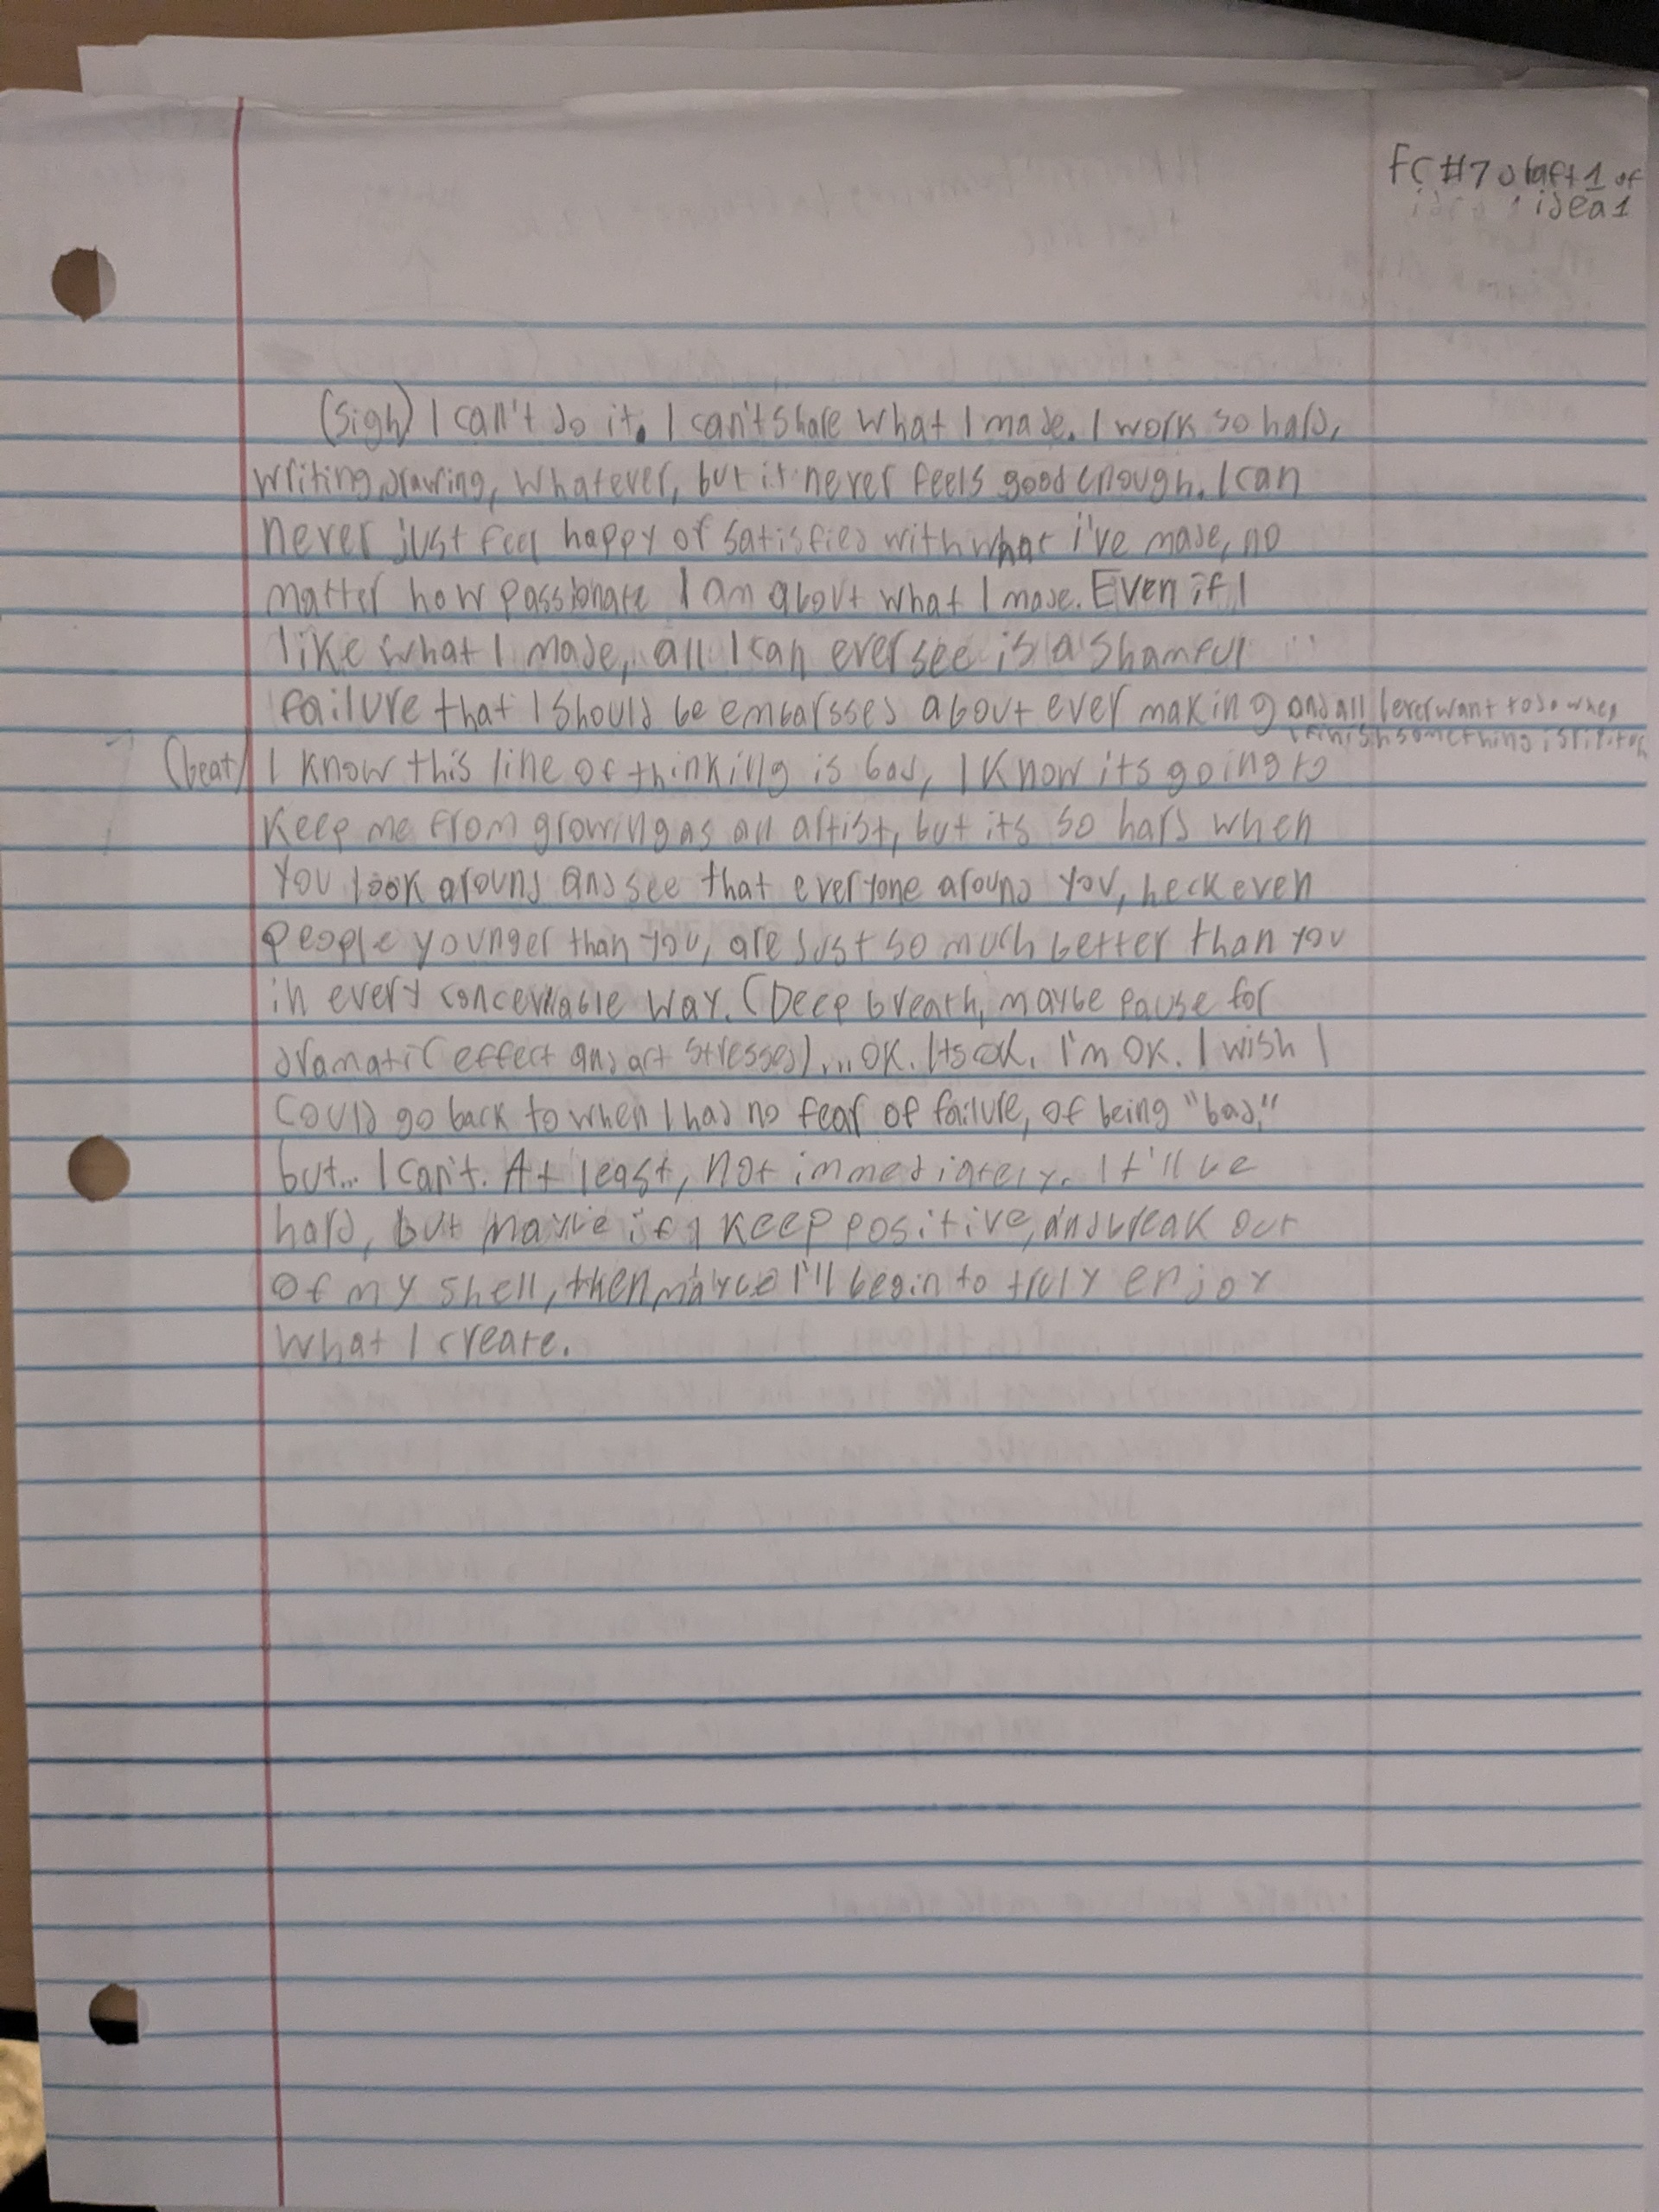 FC #7 draft 1 of
idea 1
(sigh) I can't do it. I can't share what I made. I work so hard,
writing, drawing, whatever, but it never feels good enough. I can
never just feel happy or satisfied with what i've made, no
matter how passionate I am about what I made. Even if I
like what I made, all I can ever see is a shameful
failure that I should be embarssed about ever making and all I ever want to do when
I finish something is rip it
(beat) I know this line of thinking is bad, I know its going to
keep me from growing as an artist, but its so hard when
you look around and see that everyone around you, heck even
people younger than you, are just so much better than you
in every conceviable way. (Deep breath, maybe pause for
dramatic effect and act stressed)... OK. Its ok. I'm OK. I wish I
could go back to when I had no fear of failure, of being "bad,"
but... I can't. At least, not immediately. It'll be
hard, but maybe if I keep positive, and break out
of my shell, then maybe I'll begin to truly enjoy
what I create.